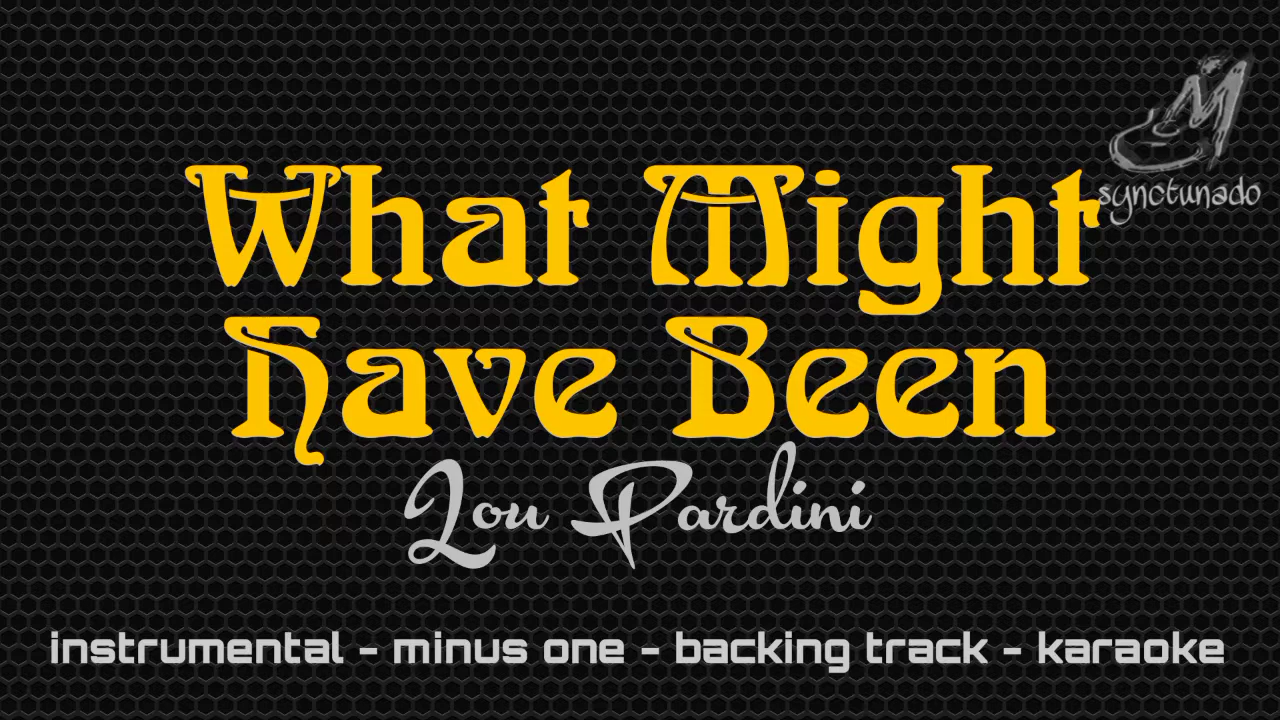 synctunado
What Might
Have Been
Lou Pardini
instrumental - minus one - backing track - karaoke